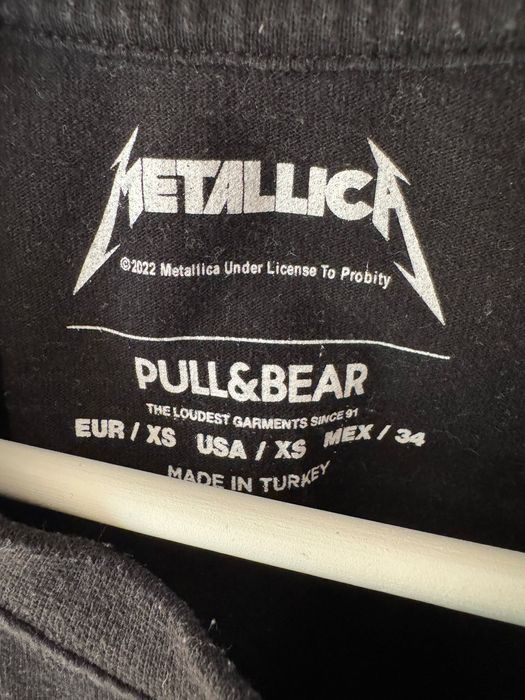 METALLICA
©2022 Metallica Under License To Probity
PULL&BEAR
THE LOUDEST GARMENTS SINCE 91
EUR / XS USA / XS MEX / 34
MADE IN TURKEY